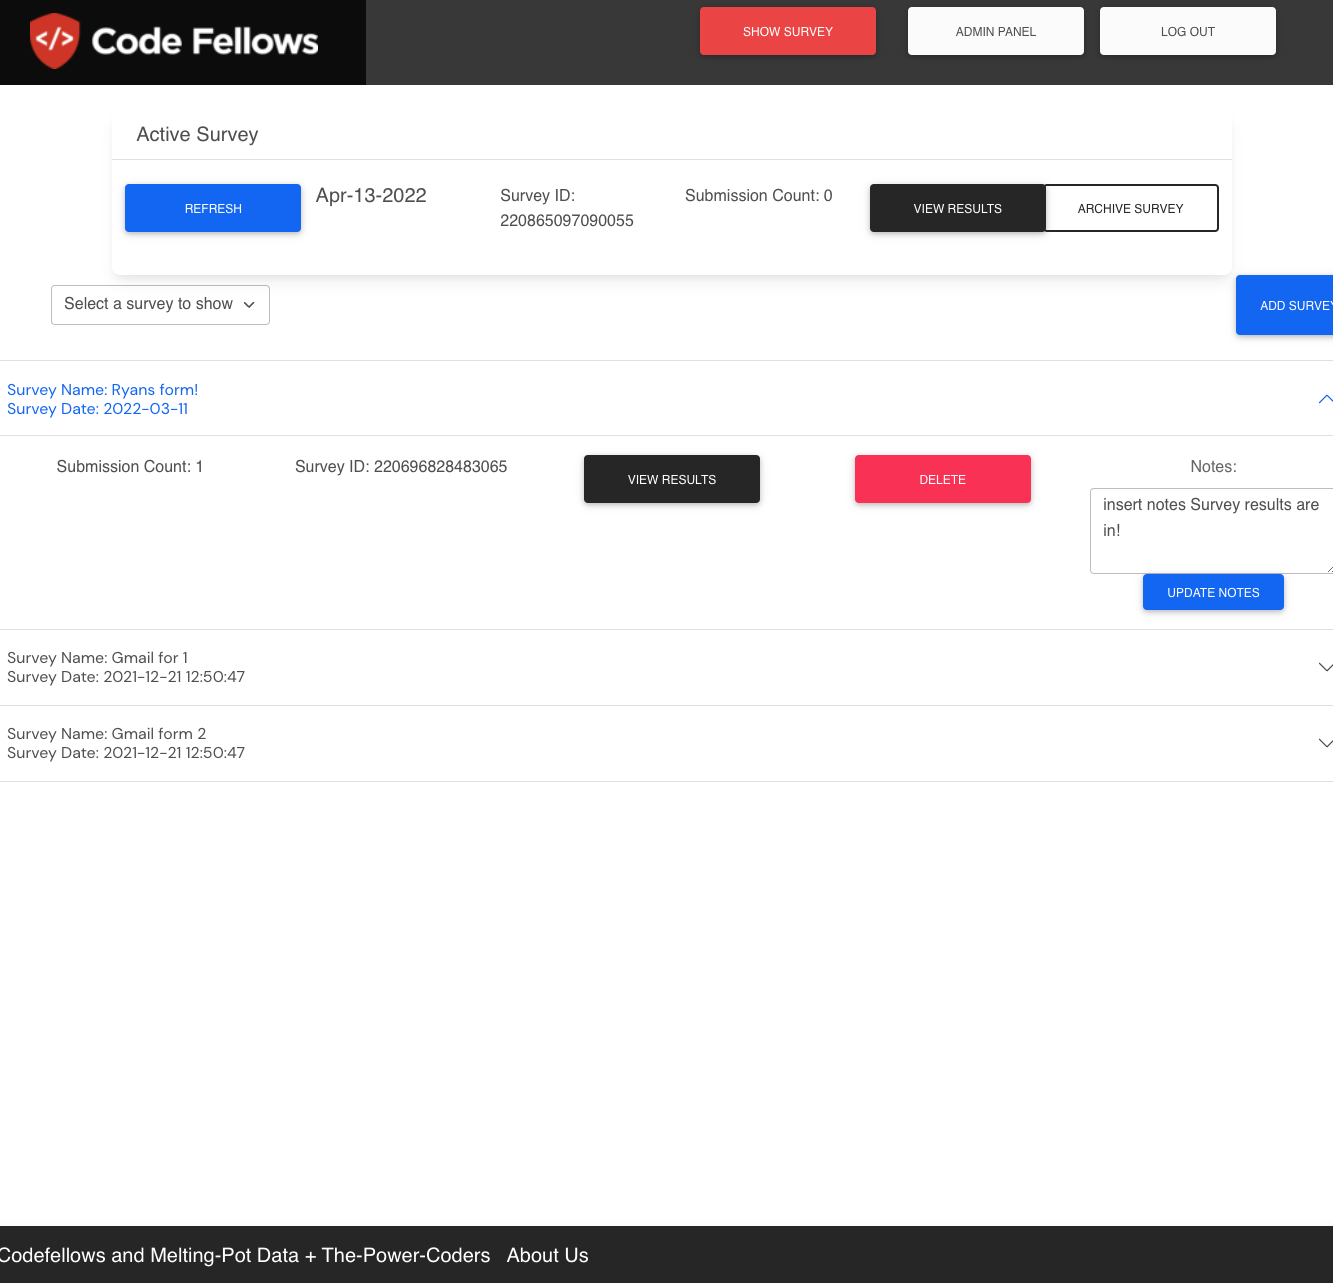 </> Code Fellows
SHOW SURVEY
ADMIN PANEL
LOG OUT
Active Survey
REFRESH
Apr-13-2022
Survey ID:
220865097090055
Submission Count: 0
VIEW RESULTS
ARCHIVE SURVEY
Select a survey to show
ADD SURVEY
Survey Name: Ryans form!
Survey Date: 2022-03-11
Submission Count: 1
Survey ID: 220696828483065
VIEW RESULTS
DELETE
Notes:
insert notes Survey results are
in!
UPDATE NOTES
Survey Name: Gmail for 1
Survey Date: 2021-12-21 12:50:47
Survey Name: Gmail form 2
Survey Date: 2021-12-21 12:50:47
Codefellows and Melting-Pot Data + The-Power-Coders About Us